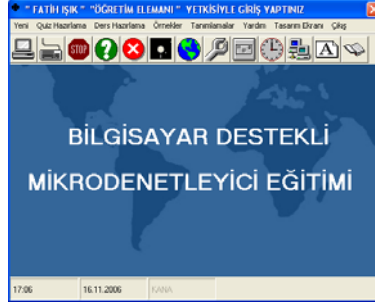 " FATİH IŞIK " "ÖĞRETİM ELEMANI " YETKİSİYLE GİRİŞ YAPTINIZ
Yeni Quiz Hazırlama Ders Hazırlama Örnekler Tanımlamalar Yardım Tasarım Ekranı Çıkış
STOP ? A
BİLGİSAYAR DESTEKLİ
MİKRODENETLEYİCİ EĞİTİMİ
17:06 16.11.2006 KANA